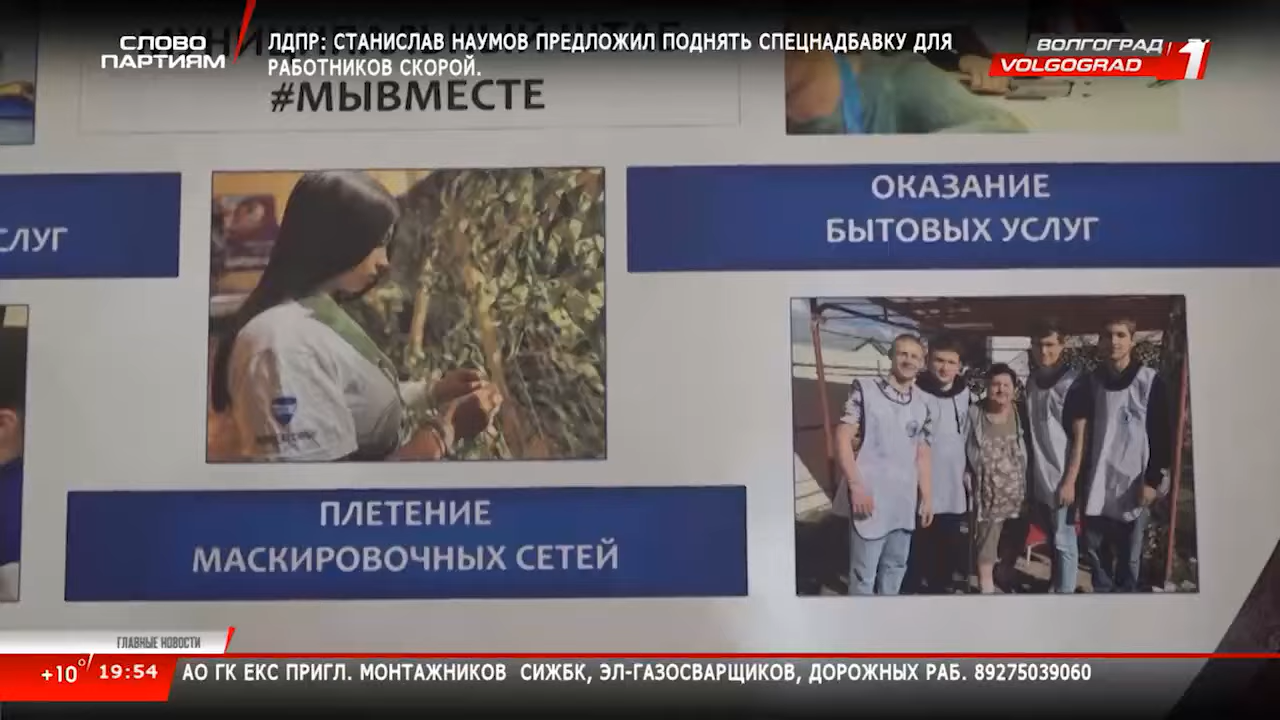 СЛОВО
ПАРТИЯМ
ЛДПР: СТАНИСЛАВ НАУМОВ ПРЕДЛОЖИЛ ПОДНЯТЬ СПЕЦНАДБАВКУ ДЛЯ
РАБОТНИКОВ СКОРОЙ.
ВОЛГОГРАД
VOLGOGRAD 1
#МЫВМЕСТЕ
СЛУГ
ОКАЗАНИЕ
БЫТОВЫХ УСЛУГ
ПЛЕТЕНИЕ
МАСКИРОВОЧНЫХ СЕТЕЙ
ГЛАВНЫЕ НОВОСТИ
+10° 19:54 АО ГК ЕКС ПРИГЛ. МОНТАЖНИКОВ СИЖБК, ЭЛ-ГАЗОСВАРЩИКОВ, ДОРОЖНЫХ РАБ. 89275039060